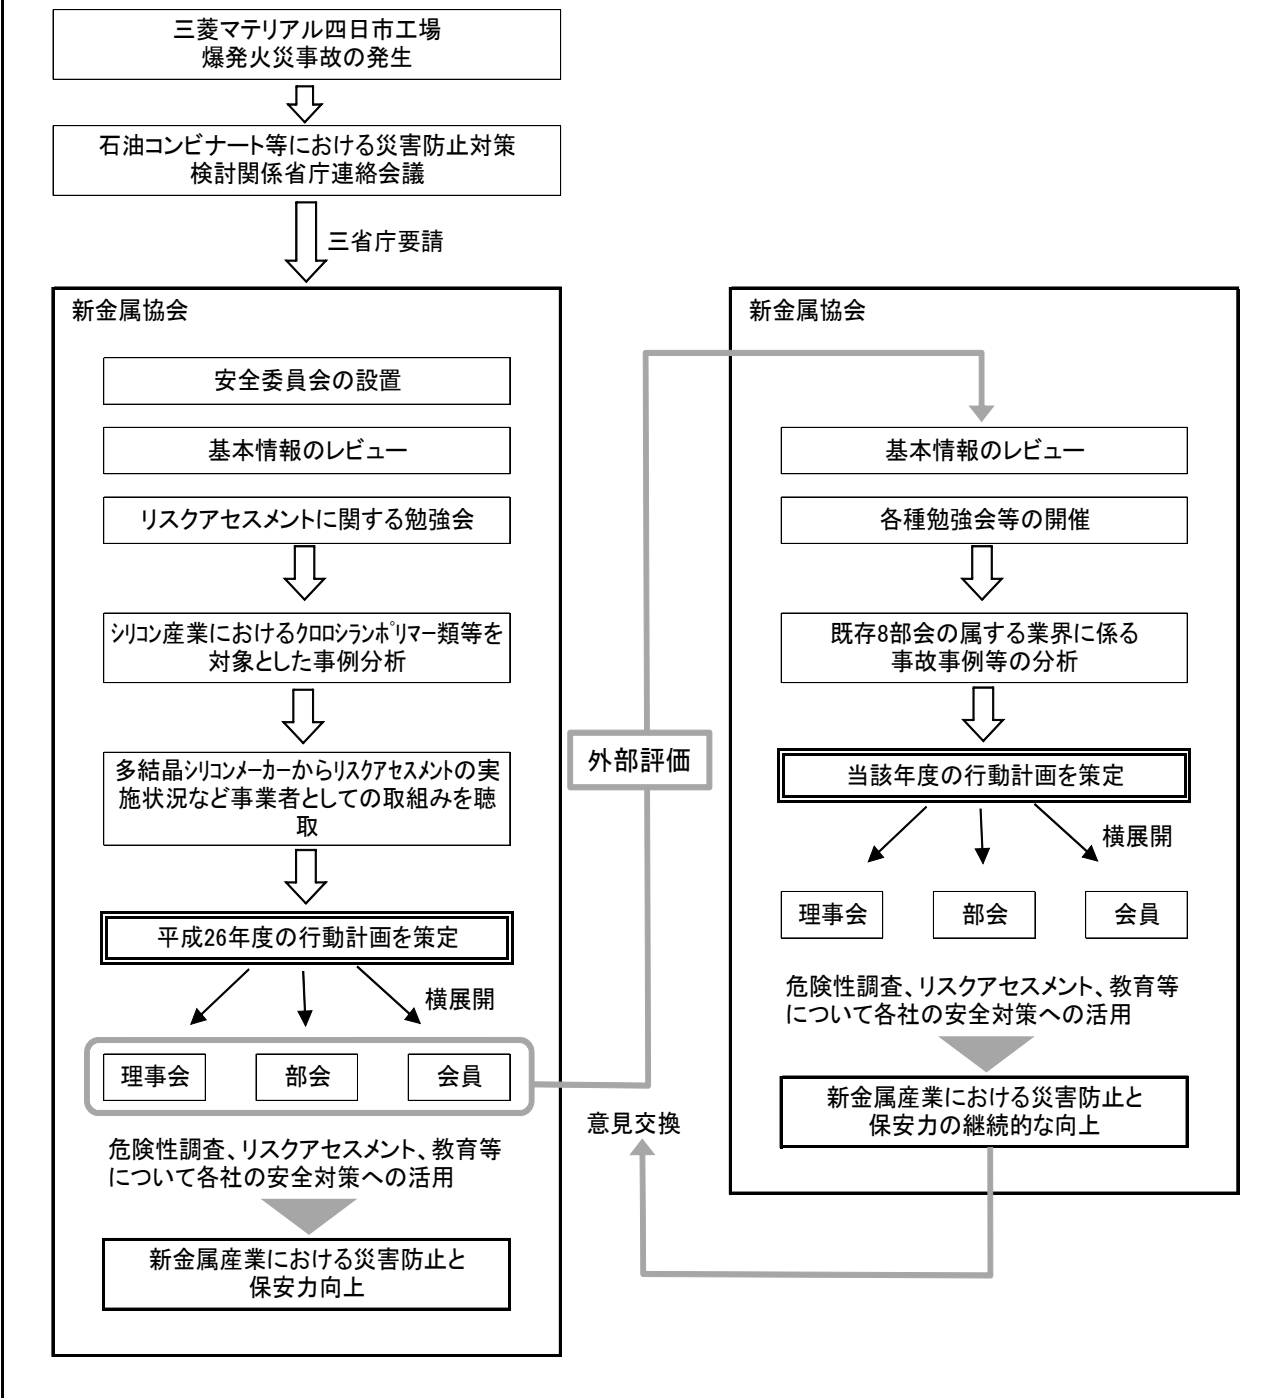 三菱マテリアル四日市工場
爆発火災事故の発生
石油コンビナート等における災害防止対策
検討関係省庁連絡会議
三省庁要請
新金属協会
安全委員会の設置
基本情報のレビュー
リスクアセスメントに関する勉強会
シリコン産業におけるクロロシランポリマー類等を
対象とした事例分析
多結晶シリコンメーカーからリスクアセスメントの実
施状況など事業者としての取組みを聴
取
平成26年度の行動計画を策定
横展開
理事会
部会
会員
危険性調査、リスクアセスメント、教育等
について各社の安全対策への活用
新金属産業における災害防止と
保安力向上
外部評価
意見交換
新金属協会
基本情報のレビュー
各種勉強会等の開催
既存8部会の属する業界に係る
事故事例等の分析
当該年度の行動計画を策定
横展開
理事会
部会
会員
危険性調査、リスクアセスメント、教育等
について各社の安全対策への活用
新金属産業における災害防止と
保安力の継続的な向上